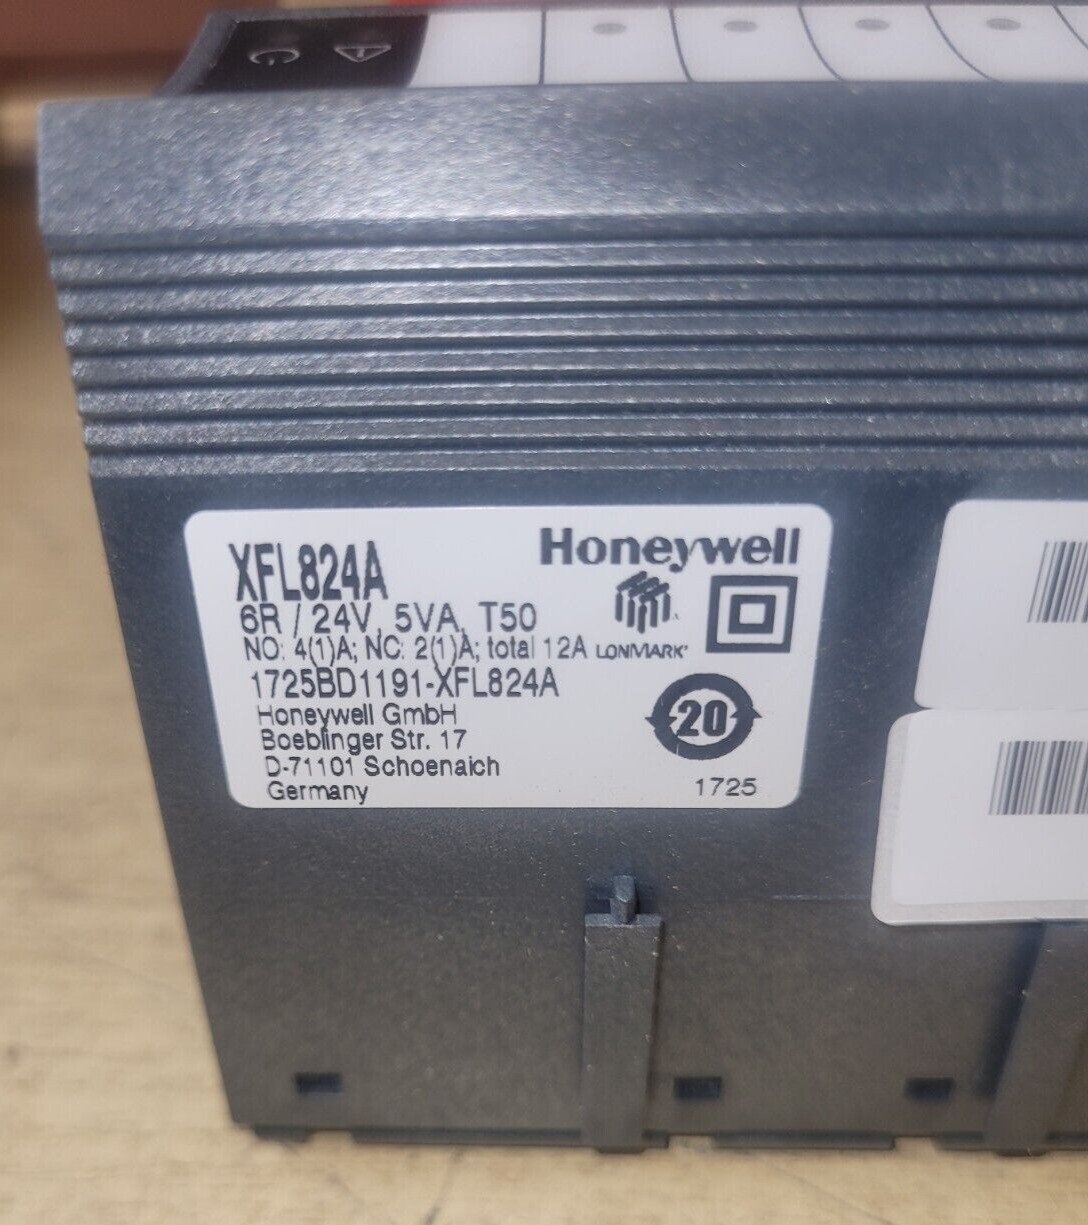 XFL824A
Honeywell
6R / 24V, 5VA, T50
NO: 4(1)A; NC: 2(1)A; total 12A
LONMARK
1725BD1191-XFL824A
Honeywell GmbH
Boeblinger Str. 17
D-71101 Schoenaich
Germany
20
1725